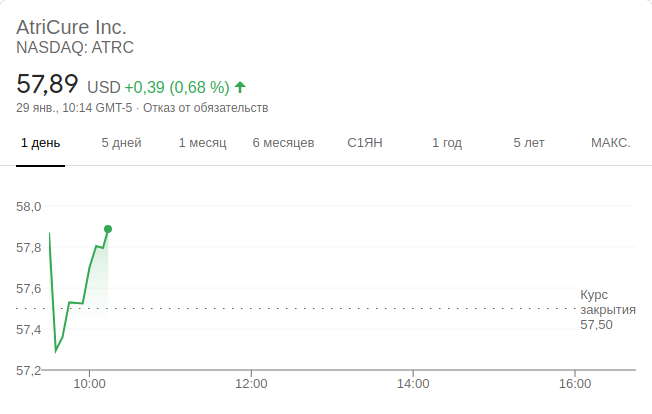 AtriCure Inc.
NASDAQ: ATRC
57,89 USD +0,39 (0,68 %)
29 янв., 10:14 GMT-5 · Отказ от обязательств
1 день 5 дней 1 месяц 6 месяцев С1ЯН 1 год 5 лет МАКС.
58,0
57,8
57,6
57,4
57,2
Курс
закрытия
57,50
10:00 12:00 14:00 16:00